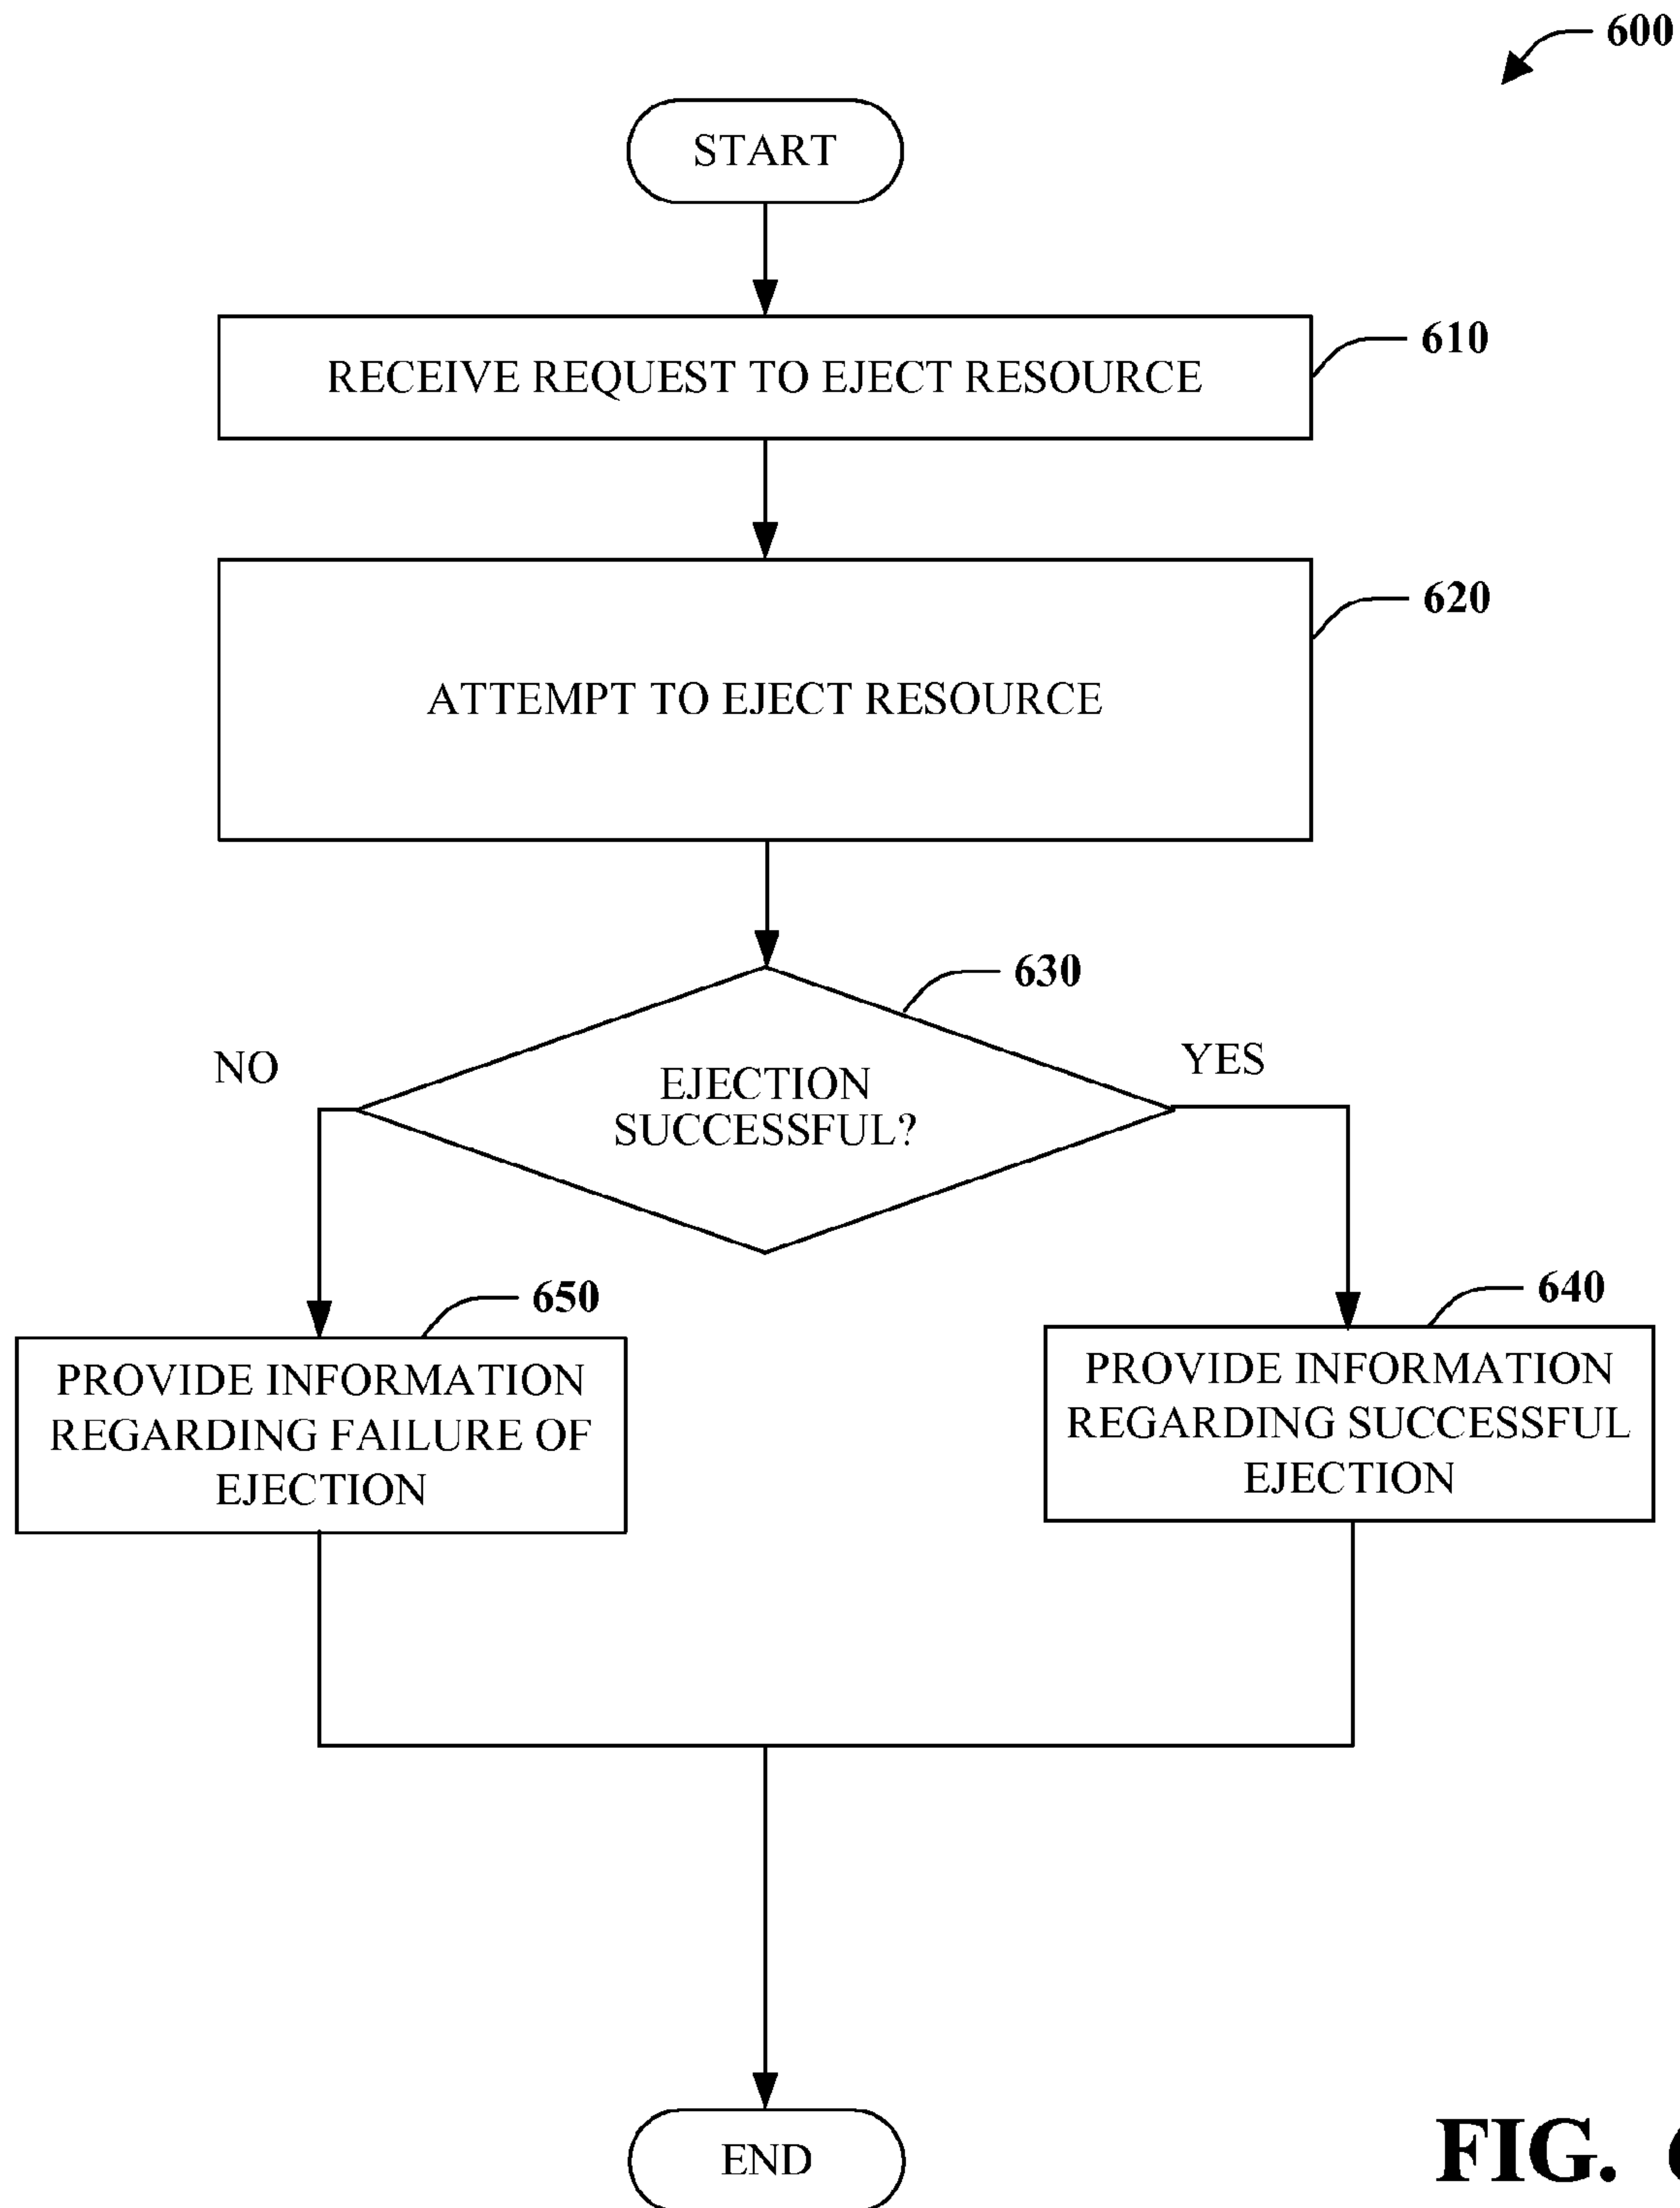 600
START
RECEIVE REQUEST TO EJECT RESOURCE
610
ATTEMPT TO EJECT RESOURCE
620
630
NO
EJECTION
SUCCESSFUL?
YES
650
PROVIDE INFORMATION
REGARDING FAILURE OF
EJECTION
640
PROVIDE INFORMATION
REGARDING SUCCESSFUL
EJECTION
END
FIG.